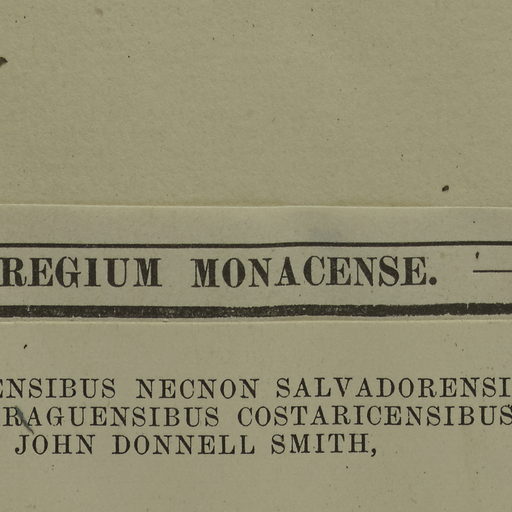 REGIUM MONACENSE.
ENSIBUS NECNON SALVADORENSI
RAGUENSIBUS COSTARICENSIBUS
JOHN DONNELL SMITH,